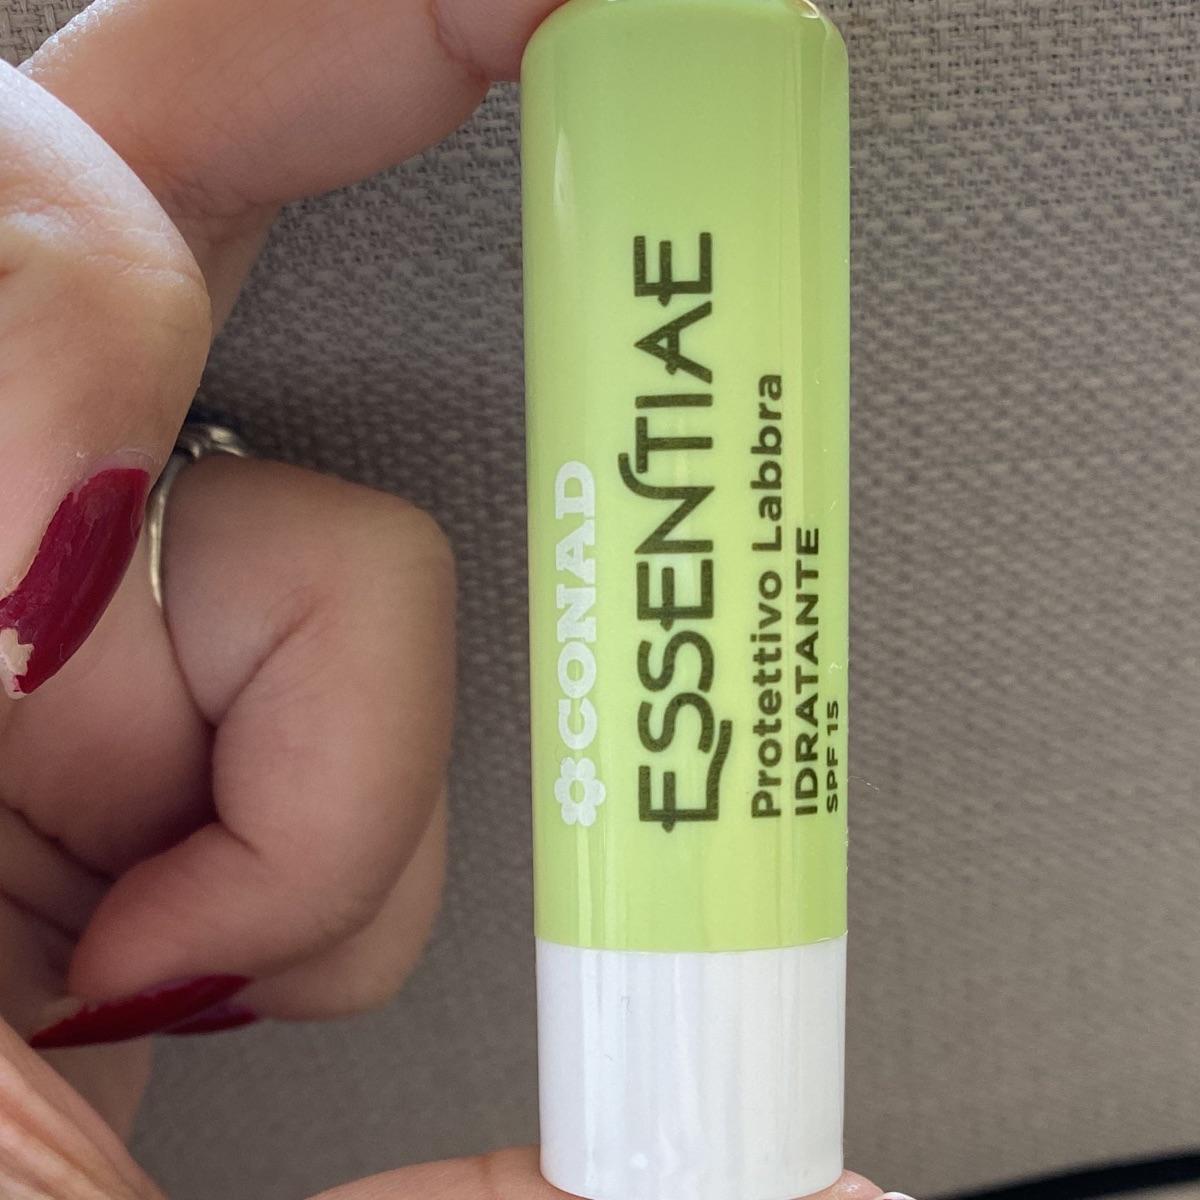 CONAD
ESSENTIAE
Protettivo Labbra
IDRATANTE
SPF 15